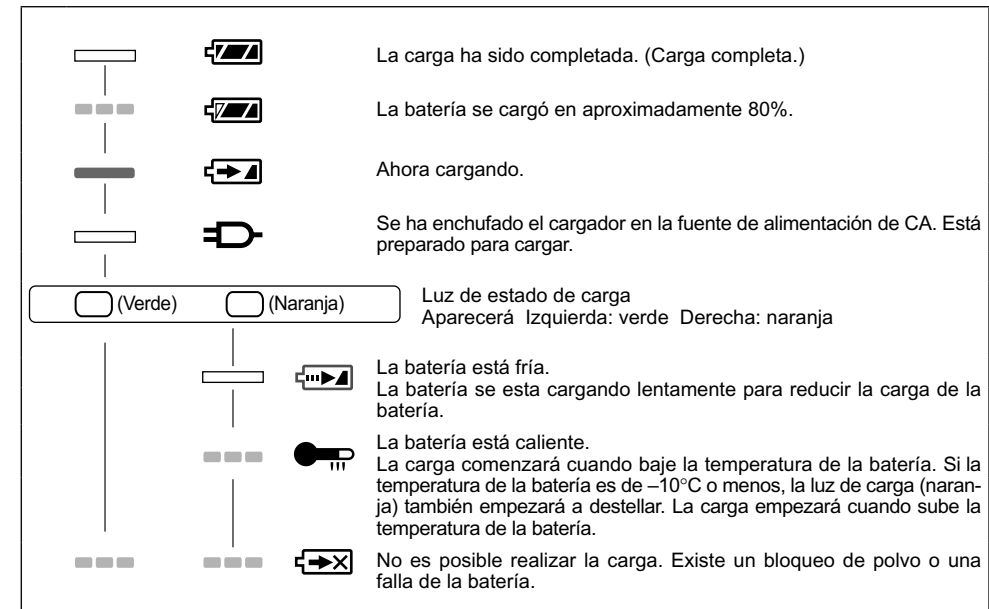 La carga ha sido completada. (Carga completa.)
La batería se cargó en aproximadamente 80%.
Ahora cargando.
Se ha enchufado el cargador en la fuente de alimentación de CA. Está
preparado para cargar.
(Verde) (Naranja)
Luz de estado de carga
Aparecerá Izquierda: verde Derecha: naranja
La batería está fría.
La batería se esta cargando lentamente para reducir la carga de la
batería.
La batería está caliente.
La carga comenzará cuando baje la temperatura de la batería. Si la
temperatura de la batería es de –10°C o menos, la luz de carga (naran-
ja) también empezará a destellar. La carga empezará cuando sube la
temperatura de la batería.
No es posible realizar la carga. Existe un bloqueo de polvo o una
falla de la batería.